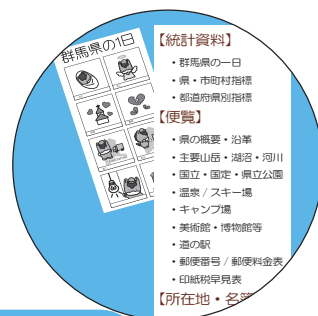 群馬県の1日
【統計資料】
・群馬県の一日
・県・市町村指標
・都道府県別指標
【便覧】
・県の概要・沿革
・主要山岳・湖沼・河川
・国立・国定・県立公園
・温泉 / スキー場
・キャンプ場
・美術館・博物館等
・道の駅
・郵便番号 / 郵便料金表
・印紙税早見表
【所在地・名簿